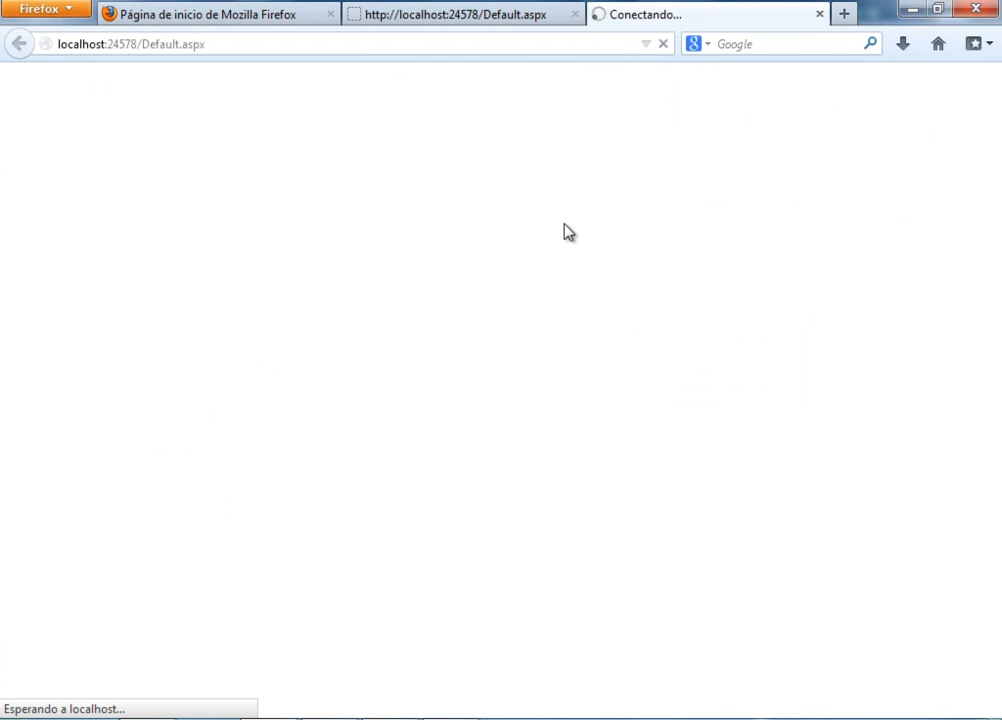 Firefox
Página de inicio de Mozilla Firefox
http://localhost:24578/Default.aspx
Conectando...
localhost:24578/Default.aspx
Google
Esperando a localhost...